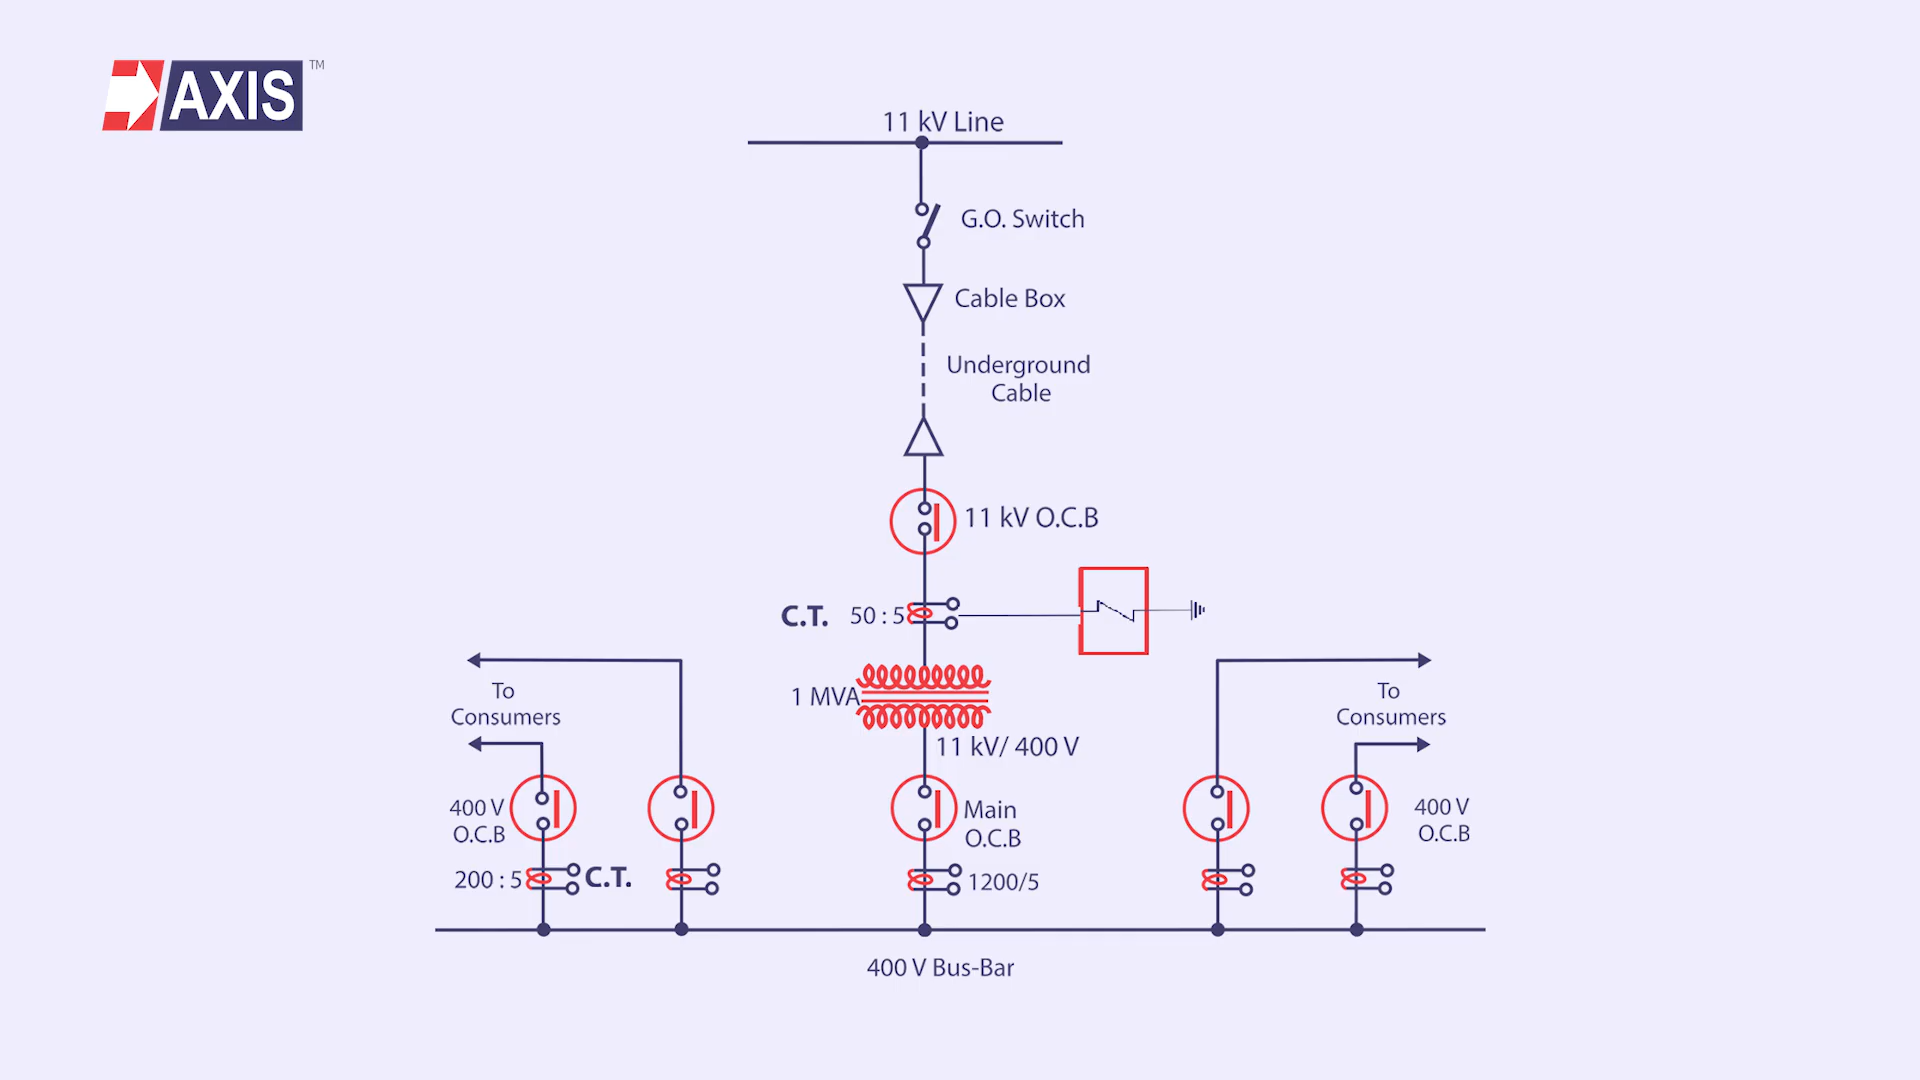 AXIS
TM
11 kV Line
G.O. Switch
Cable Box
Underground
Cable
11 kV O.C.B
C.T. 50 : 5
1 MVA
11 kV/ 400 V
To
Consumers
To
Consumers
400 V
O.C.B
Main
O.C.B
400 V
O.C.B
200 : 5
C.T.
1200/5
400 V Bus-Bar